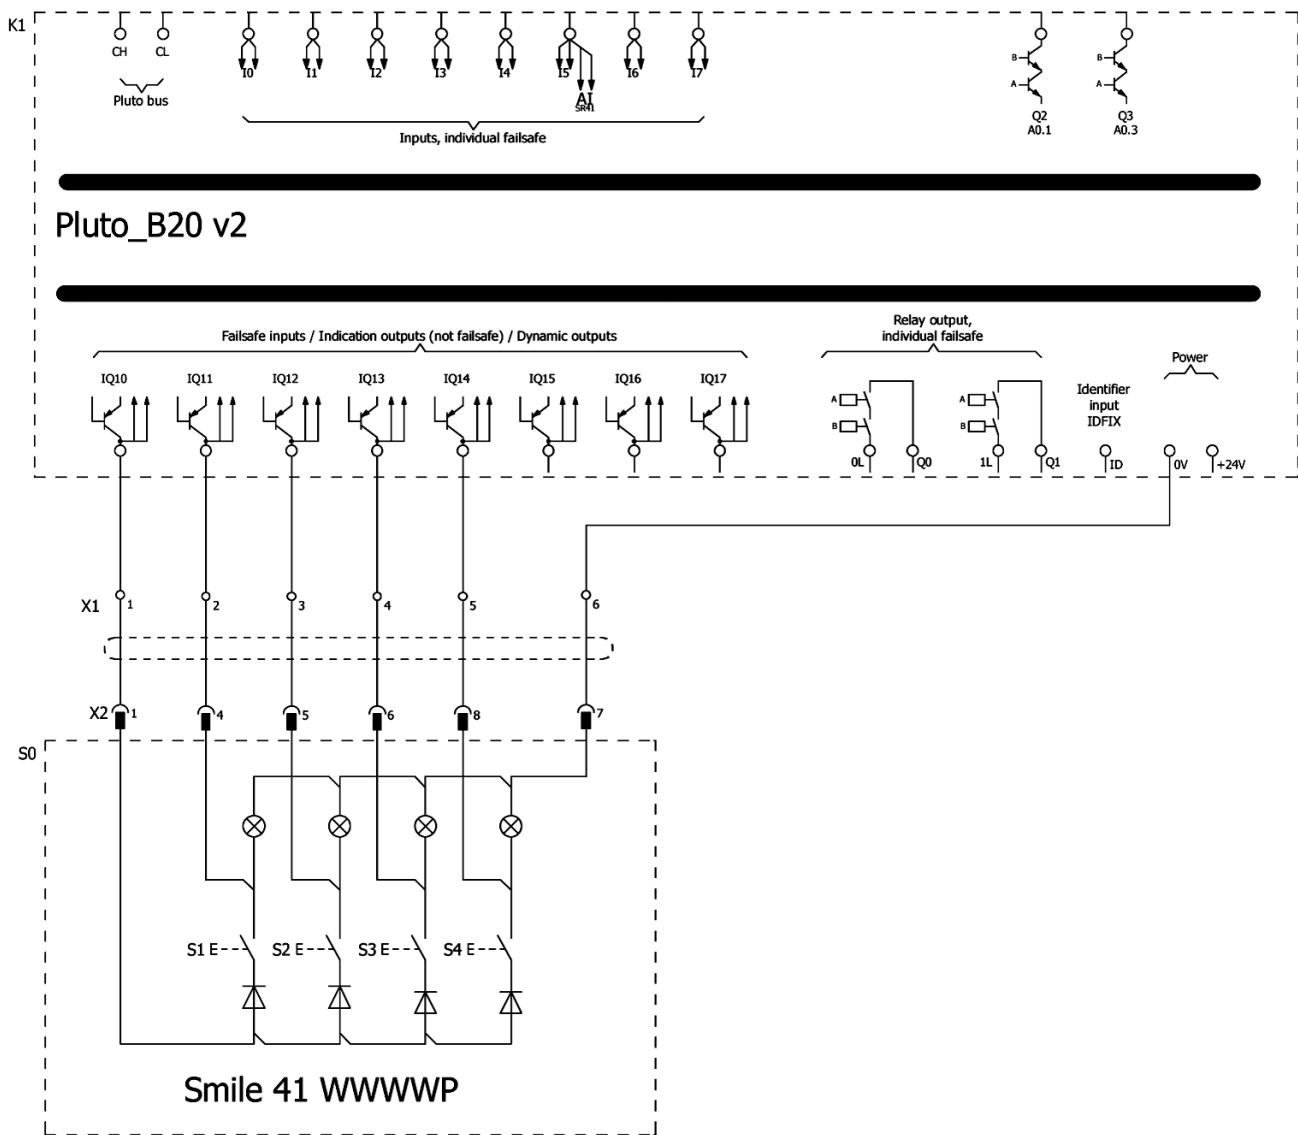 K1
CH CL
Pluto bus
I0 I1 I2 I3 I4 I5 I6 I7
AI
SR41
Inputs, individual failsafe
B B
A A
Q2 Q3
A0.1 A0.3
Pluto_B20 v2
Failsafe inputs / Indication outputs (not failsafe) / Dynamic outputs
Relay output,
individual failsafe
Power
IQ10 IQ11 IQ12 IQ13 IQ14 IQ15 IQ16 IQ17
Identifier
input
IDFIX
A A
B B
0L Q0 1L Q1 ID 0V +24V
X1 1 2 3 4 5 6
X2 1 4 5 6 8 7
S0
S1 E S2 E S3 E S4 E
Smile 41 WWWWP